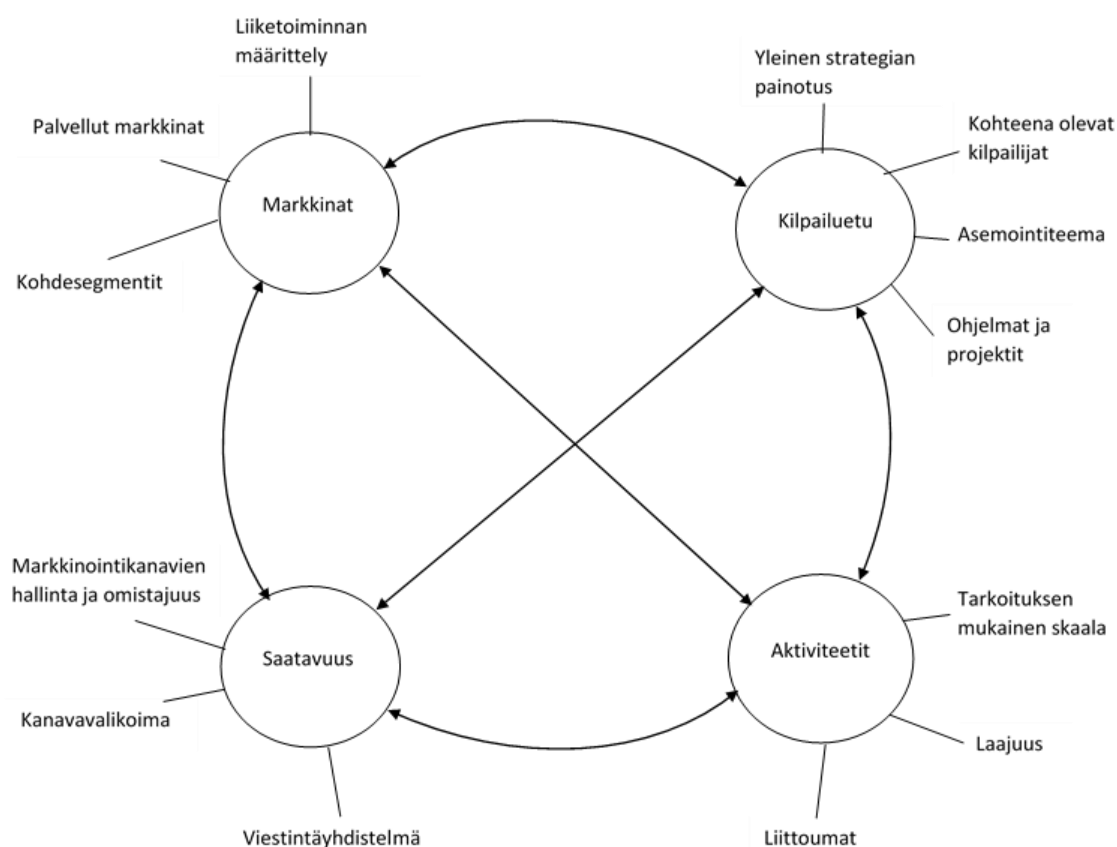 Liiketoiminnan
määrittely
Palvellut markkinat
Markkinat
Kohdesegmentit
Yleinen strategian
painotus
Kohteena olevat
kilpailijat
Kilpailuetu
Asemointiteema
Ohjelmat ja
projektit
Markkinointikanavien
hallinta ja omistajuus
Saatavuus
Kanavavalikoima
Viestintäyhdistelmä
Tarkoituksen
mukainen skaala
Aktiviteetit
Laajuus
Liittoumat